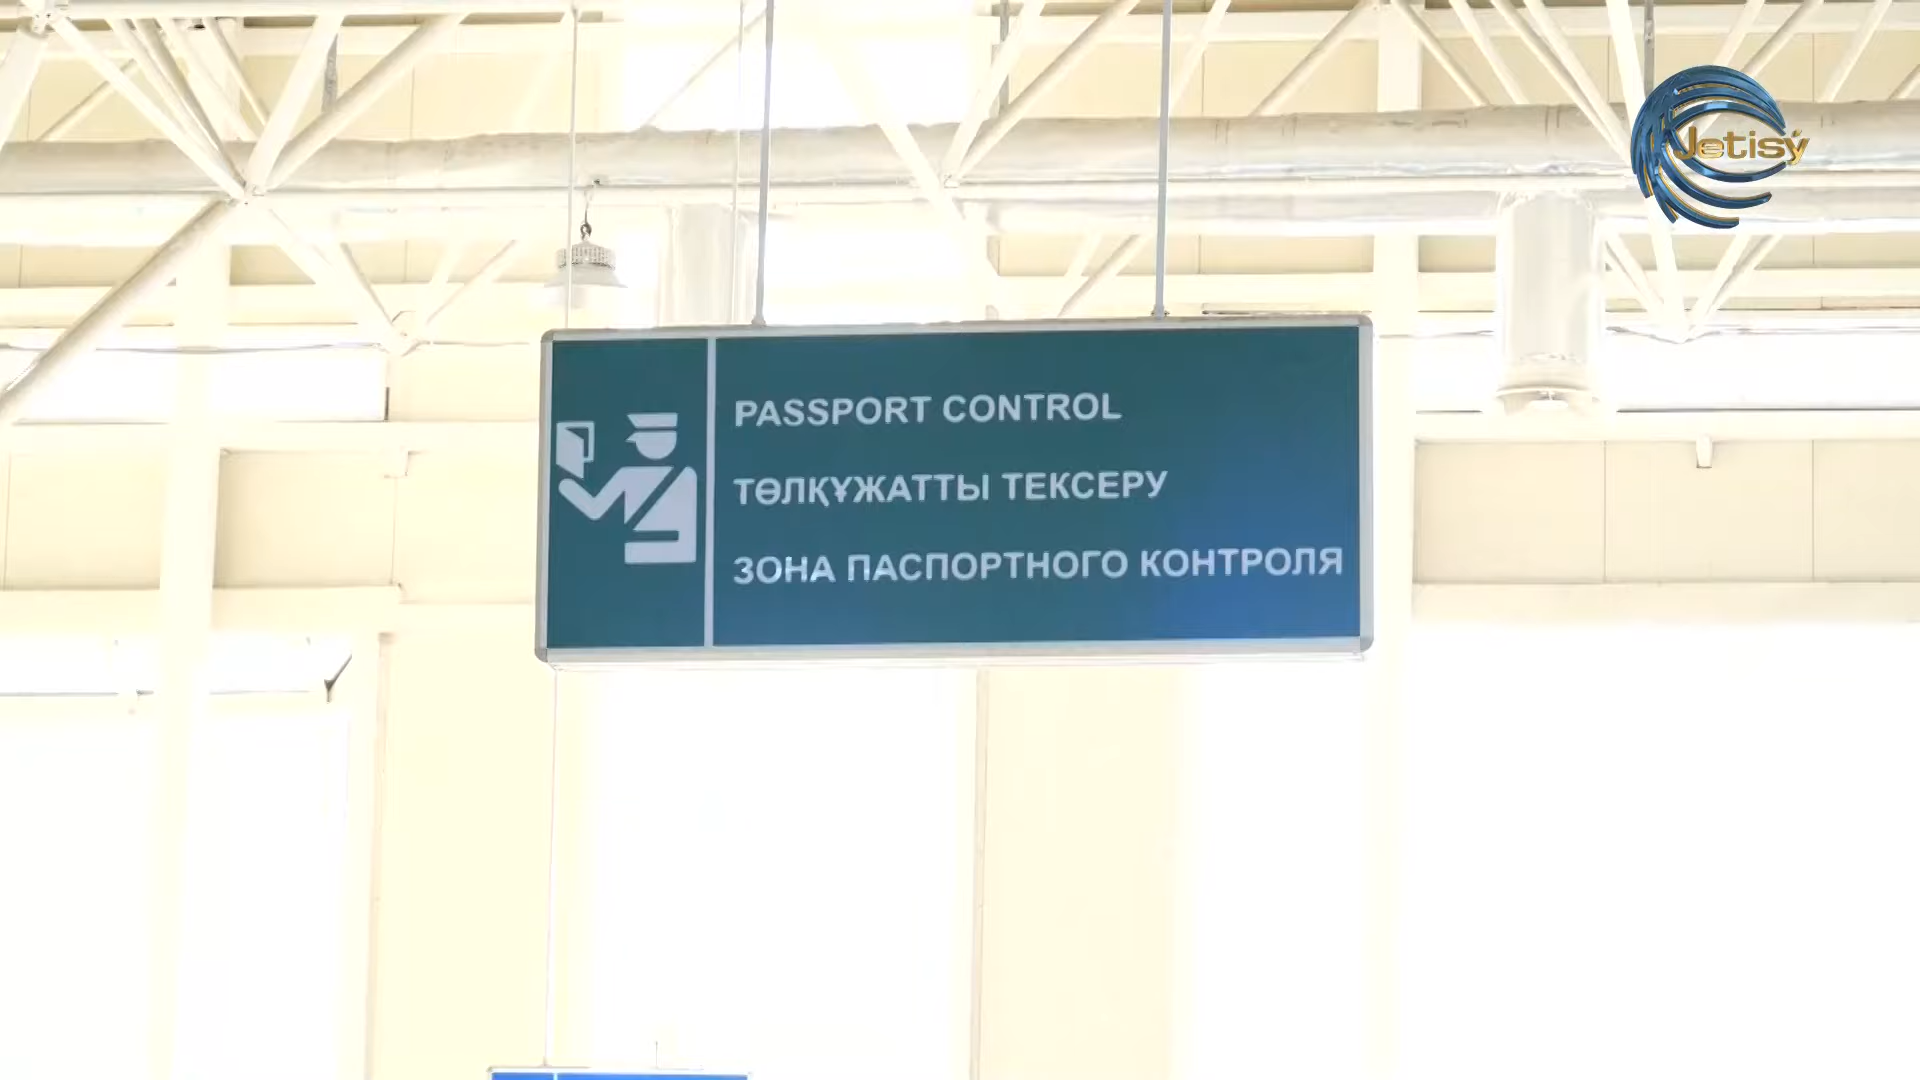 Jetisý
PASSPORT CONTROL
ТӨЛҚҰЖАТТЫ ТЕКСЕРУ
ЗОНА ПАСПОРТНОГО КОНТРОЛЯ